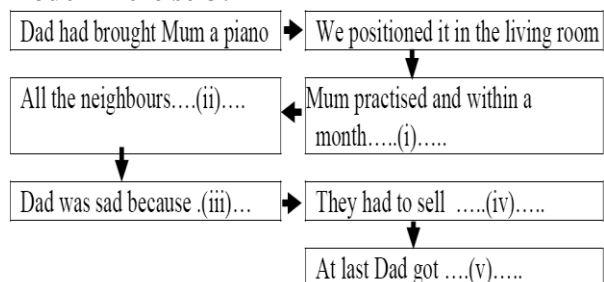 Dad had brought Mum a piano
We positioned it in the living room
Mum practised and within a
month.....(i).....
All the neighbours....(ii)....
Dad was sad because .(iii)...
They had to sell .....(iv).....
At last Dad got ....(v).....